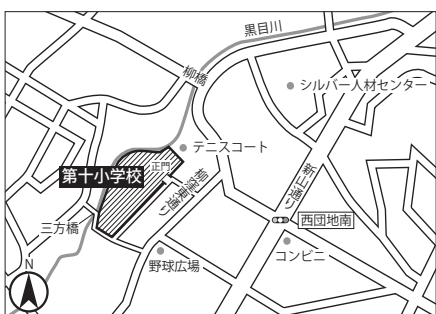 黒目川
柳橋
シルバー人材センター
テニスコート
正門
第十小学校
柳窪東通り
新山通り
三方橋
西団地南
野球広場
コンビニ
N